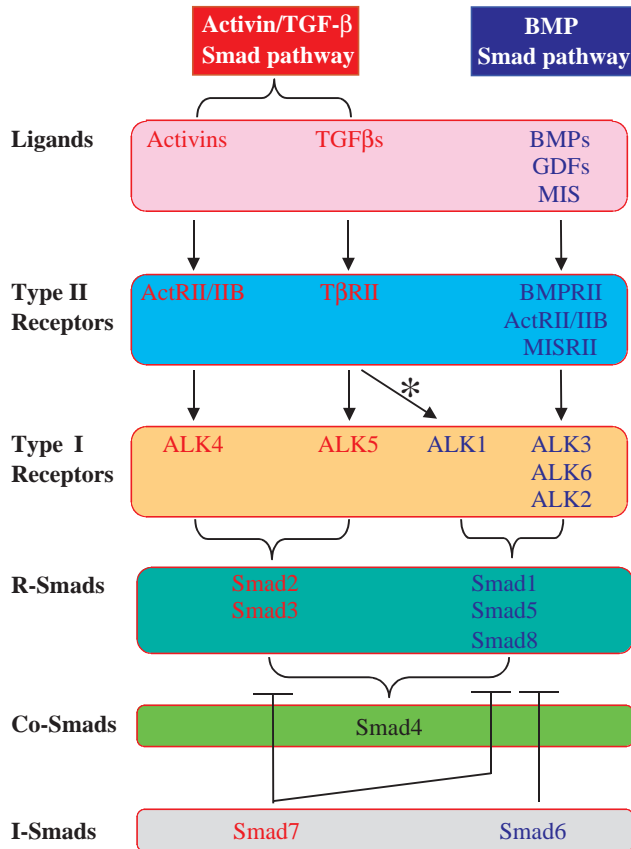 Activin/TGF-β
Smad pathway
BMP
Smad pathway
Ligands
Activins
TGFβs
BMPs
GDFs
MIS
Type II
Receptors
ActRII/IIB
TβRII
BMPRII
ActRII/IIB
MISRII
*
Type I
Receptors
ALK4
ALK5
ALK1
ALK3
ALK6
ALK2
R-Smads
Smad2
Smad3
Smad1
Smad5
Smad8
Co-Smads
Smad4
I-Smads
Smad7
Smad6